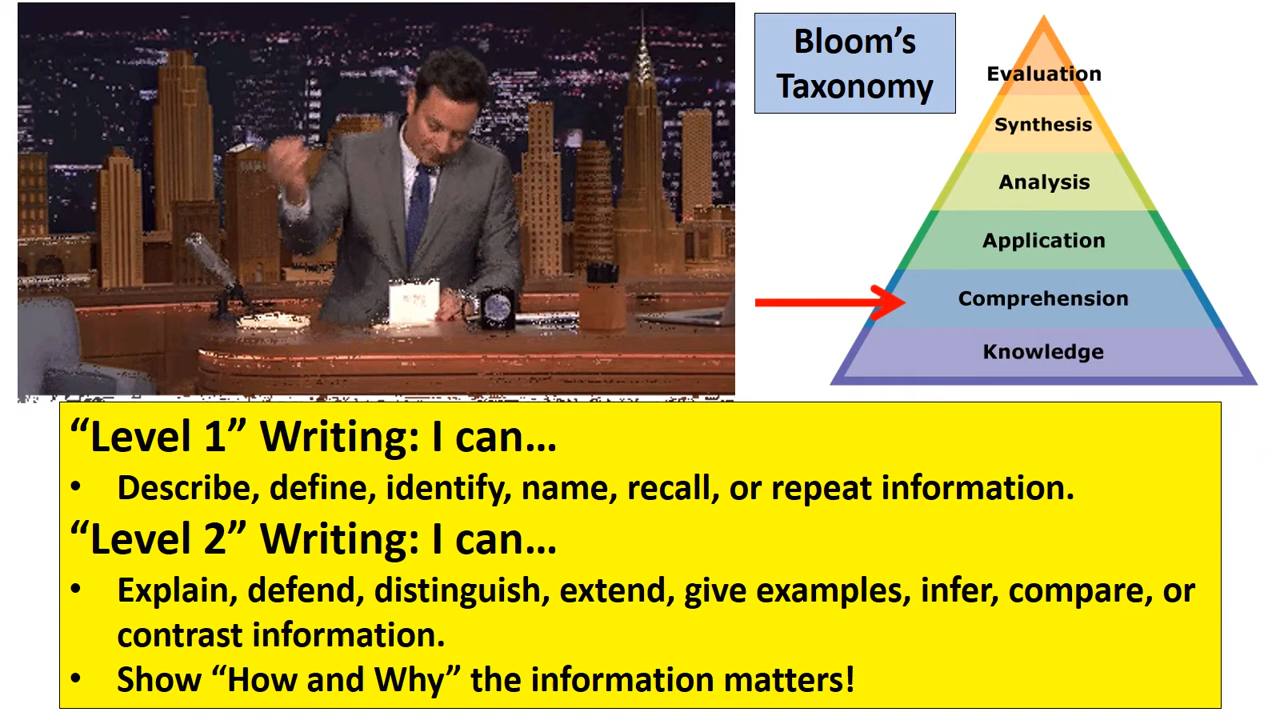 Bloom's
Taxonomy
Evaluation
Synthesis
Analysis
Application
Comprehension
Knowledge
“Level 1” Writing: I can…
• Describe, define, identify, name, recall, or repeat information.
“Level 2” Writing: I can…
• Explain, defend, distinguish, extend, give examples, infer, compare, or
contrast information.
• Show “How and Why” the information matters!